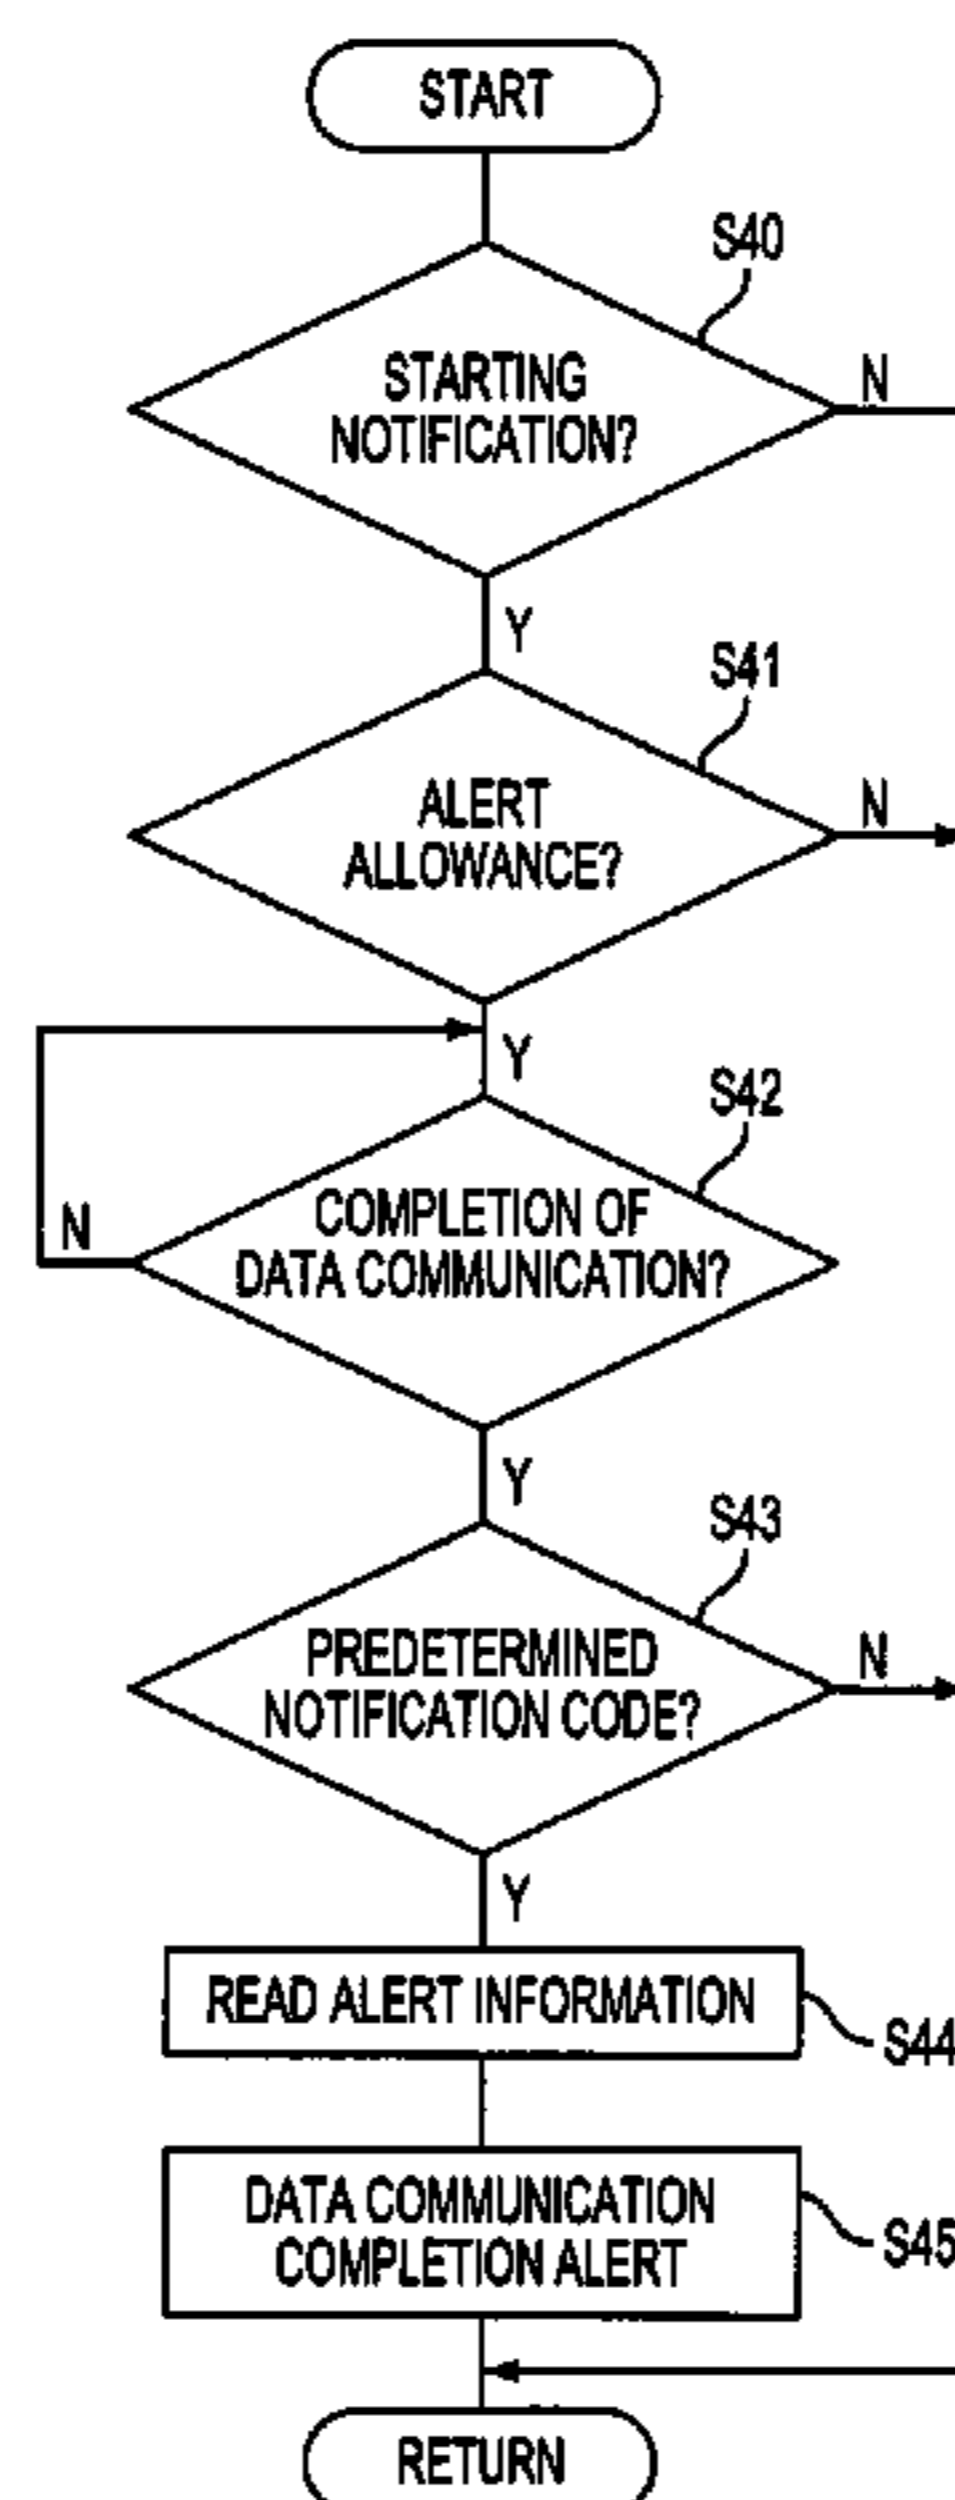 START
S40
STARTING
NOTIFICATION?
N
Y
S41
ALERT
ALLOWANCE?
N
Y
S42
COMPLETION OF
DATA COMMUNICATION?
N
Y
S43
PREDETERMINED
NOTIFICATION CODE?
N
Y
READ ALERT INFORMATION
S44
DATA COMMUNICATION
COMPLETION ALERT
S45
RETURN